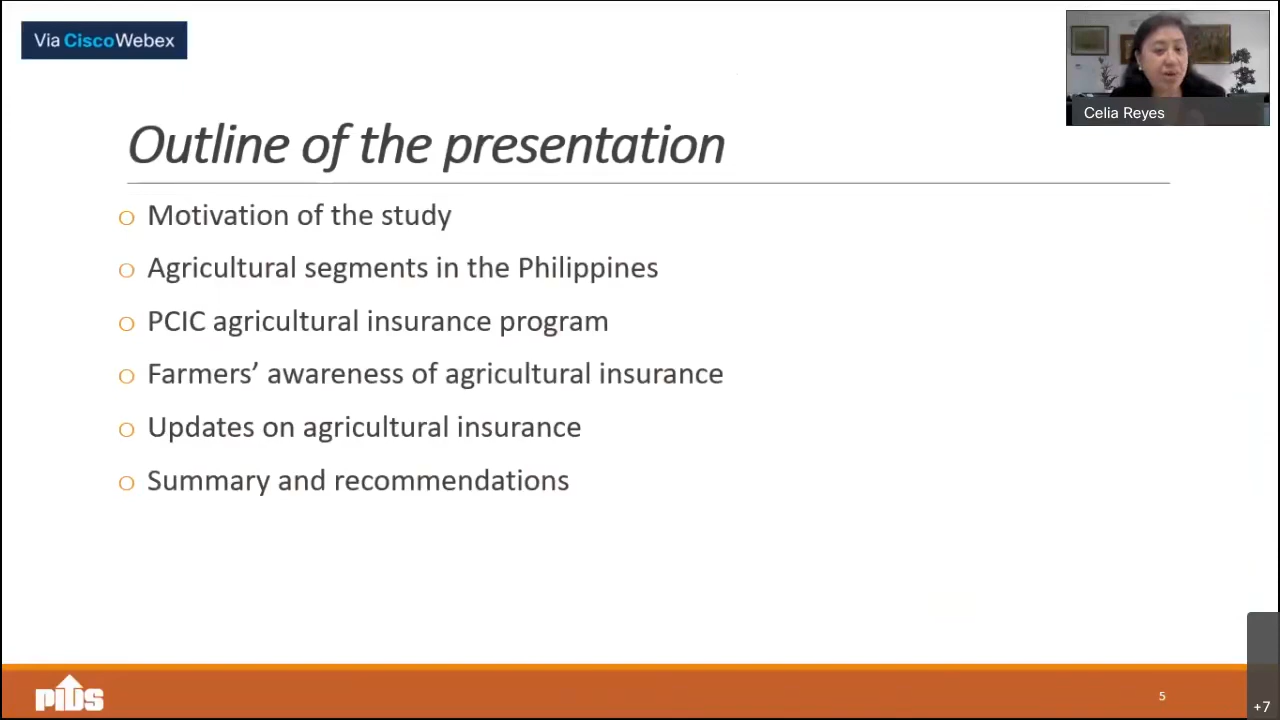 Via CiscoWebex
Celia Reyes
Outline of the presentation
o Motivation of the study
o Agricultural segments in the Philippines
o PCIC agricultural insurance program
o Farmers’ awareness of agricultural insurance
o Updates on agricultural insurance
o Summary and recommendations
PIDS
5
+7